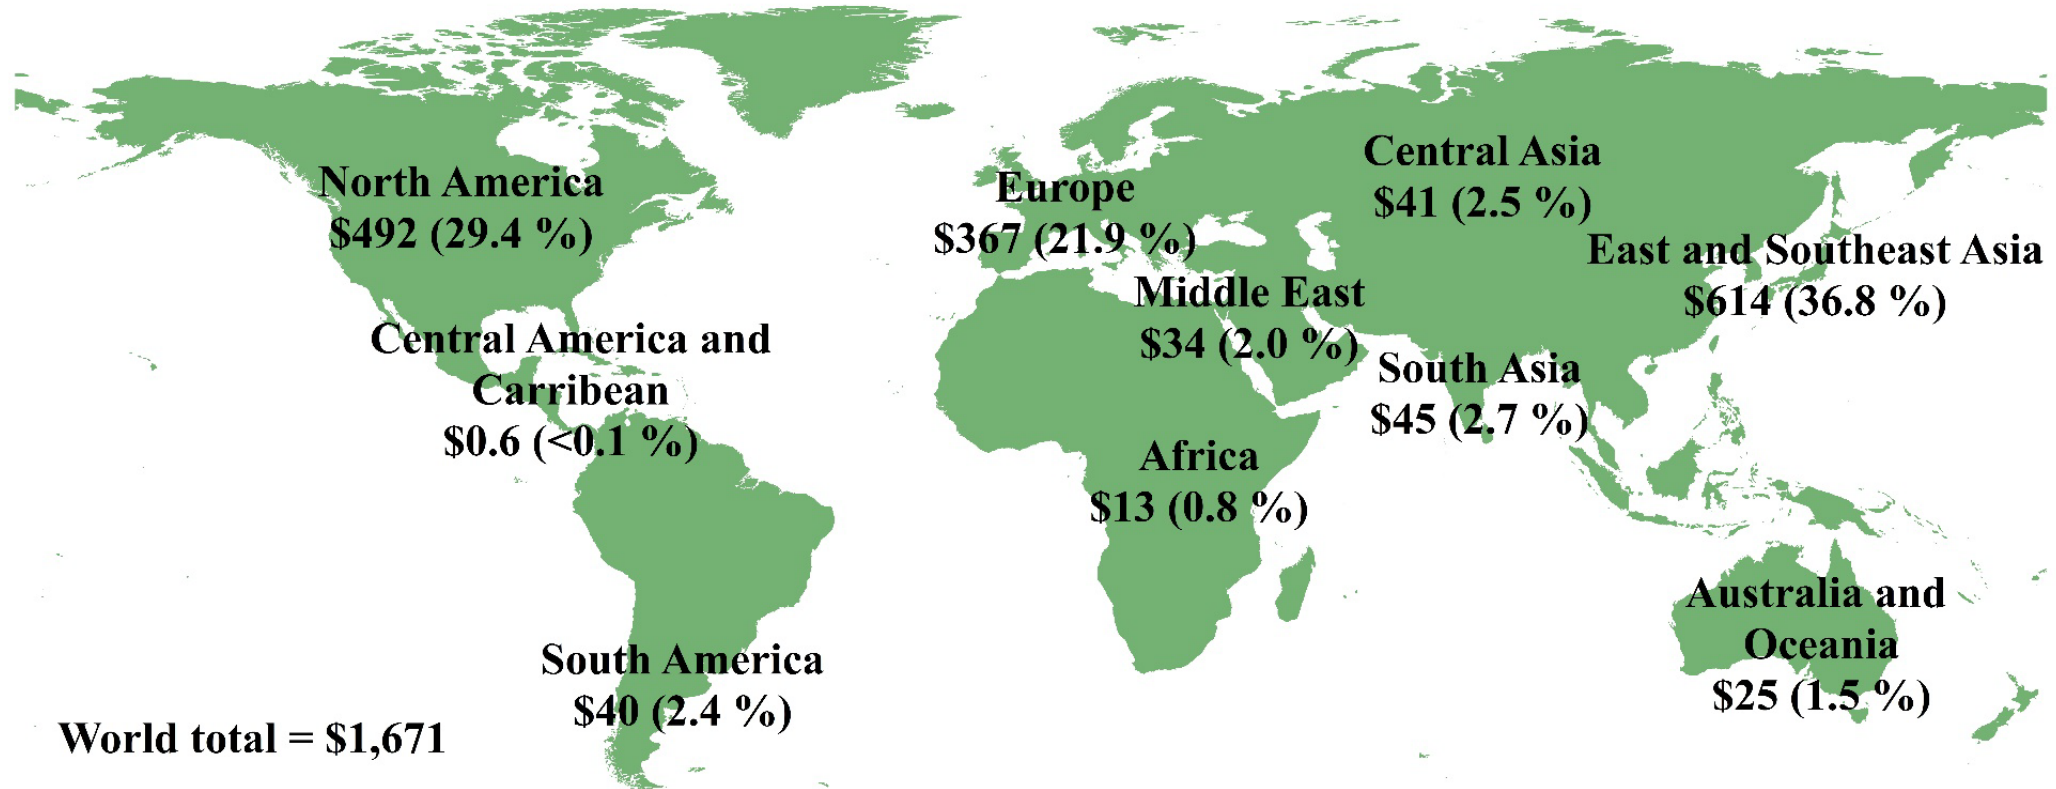 North America
$492 (29.4 %)
Central America and
Carribean
$0.6 (<0.1 %)
South America
$40 (2.4 %)
World total = $1,671
Europe
$367 (21.9 %)
Middle East
$34 (2.0 %)
Africa
$13 (0.8 %)
Central Asia
$41 (2.5 %)
East and Southeast Asia
$614 (36.8 %)
South Asia
$45 (2.7 %)
Australia and
Oceania
$25 (1.5 %)